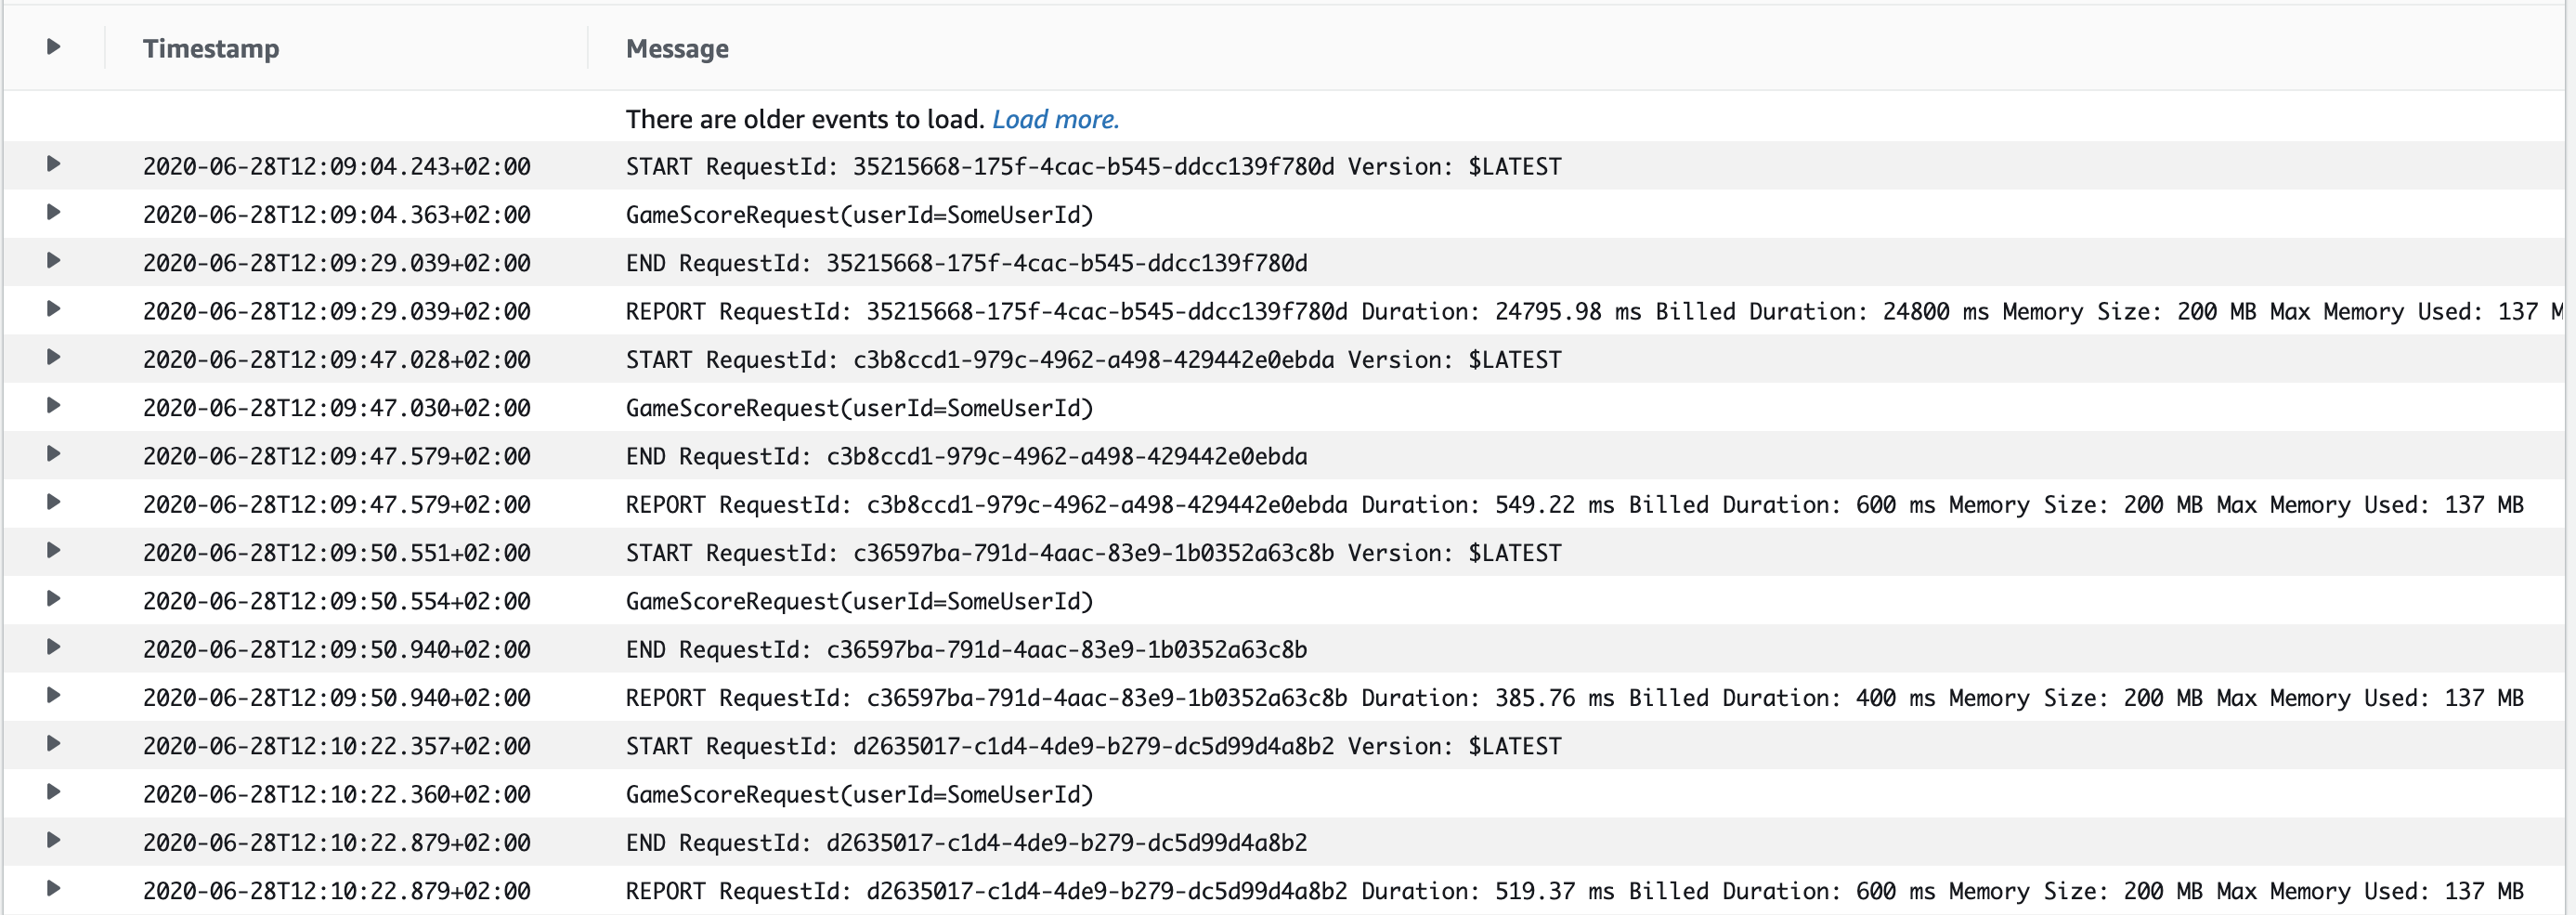 Timestamp Message
There are older events to load. Load more.
2020-06-28T12:09:04.243+02:00 START RequestId: 35215668-175f-4cac-b545-ddcc139f780d Version: $LATEST
2020-06-28T12:09:04.363+02:00 GameScoreRequest(userId=SomeUserId)
2020-06-28T12:09:29.039+02:00 END RequestId: 35215668-175f-4cac-b545-ddcc139f780d
2020-06-28T12:09:29.039+02:00 REPORT RequestId: 35215668-175f-4cac-b545-ddcc139f780d Duration: 24795.98 ms Billed Duration: 24800 ms Memory Size: 200 MB Max Memory Used: 137 M
2020-06-28T12:09:47.028+02:00 START RequestId: c3b8ccd1-979c-4962-a498-429442e0ebda Version: $LATEST
2020-06-28T12:09:47.030+02:00 GameScoreRequest(userId=SomeUserId)
2020-06-28T12:09:47.579+02:00 END RequestId: c3b8ccd1-979c-4962-a498-429442e0ebda
2020-06-28T12:09:47.579+02:00 REPORT RequestId: c3b8ccd1-979c-4962-a498-429442e0ebda Duration: 549.22 ms Billed Duration: 600 ms Memory Size: 200 MB Max Memory Used: 137 MB
2020-06-28T12:09:50.551+02:00 START RequestId: c36597ba-791d-4aac-83e9-1b0352a63c8b Version: $LATEST
2020-06-28T12:09:50.554+02:00 GameScoreRequest(userId=SomeUserId)
2020-06-28T12:09:50.940+02:00 END RequestId: c36597ba-791d-4aac-83e9-1b0352a63c8b
2020-06-28T12:09:50.940+02:00 REPORT RequestId: c36597ba-791d-4aac-83e9-1b0352a63c8b Duration: 385.76 ms Billed Duration: 400 ms Memory Size: 200 MB Max Memory Used: 137 MB
2020-06-28T12:10:22.357+02:00 START RequestId: d2635017-c1d4-4de9-b279-dc5d99d4a8b2 Version: $LATEST
2020-06-28T12:10:22.360+02:00 GameScoreRequest(userId=SomeUserId)
2020-06-28T12:10:22.879+02:00 END RequestId: d2635017-c1d4-4de9-b279-dc5d99d4a8b2
2020-06-28T12:10:22.879+02:00 REPORT RequestId: d2635017-c1d4-4de9-b279-dc5d99d4a8b2 Duration: 519.37 ms Billed Duration: 600 ms Memory Size: 200 MB Max Memory Used: 137 MB